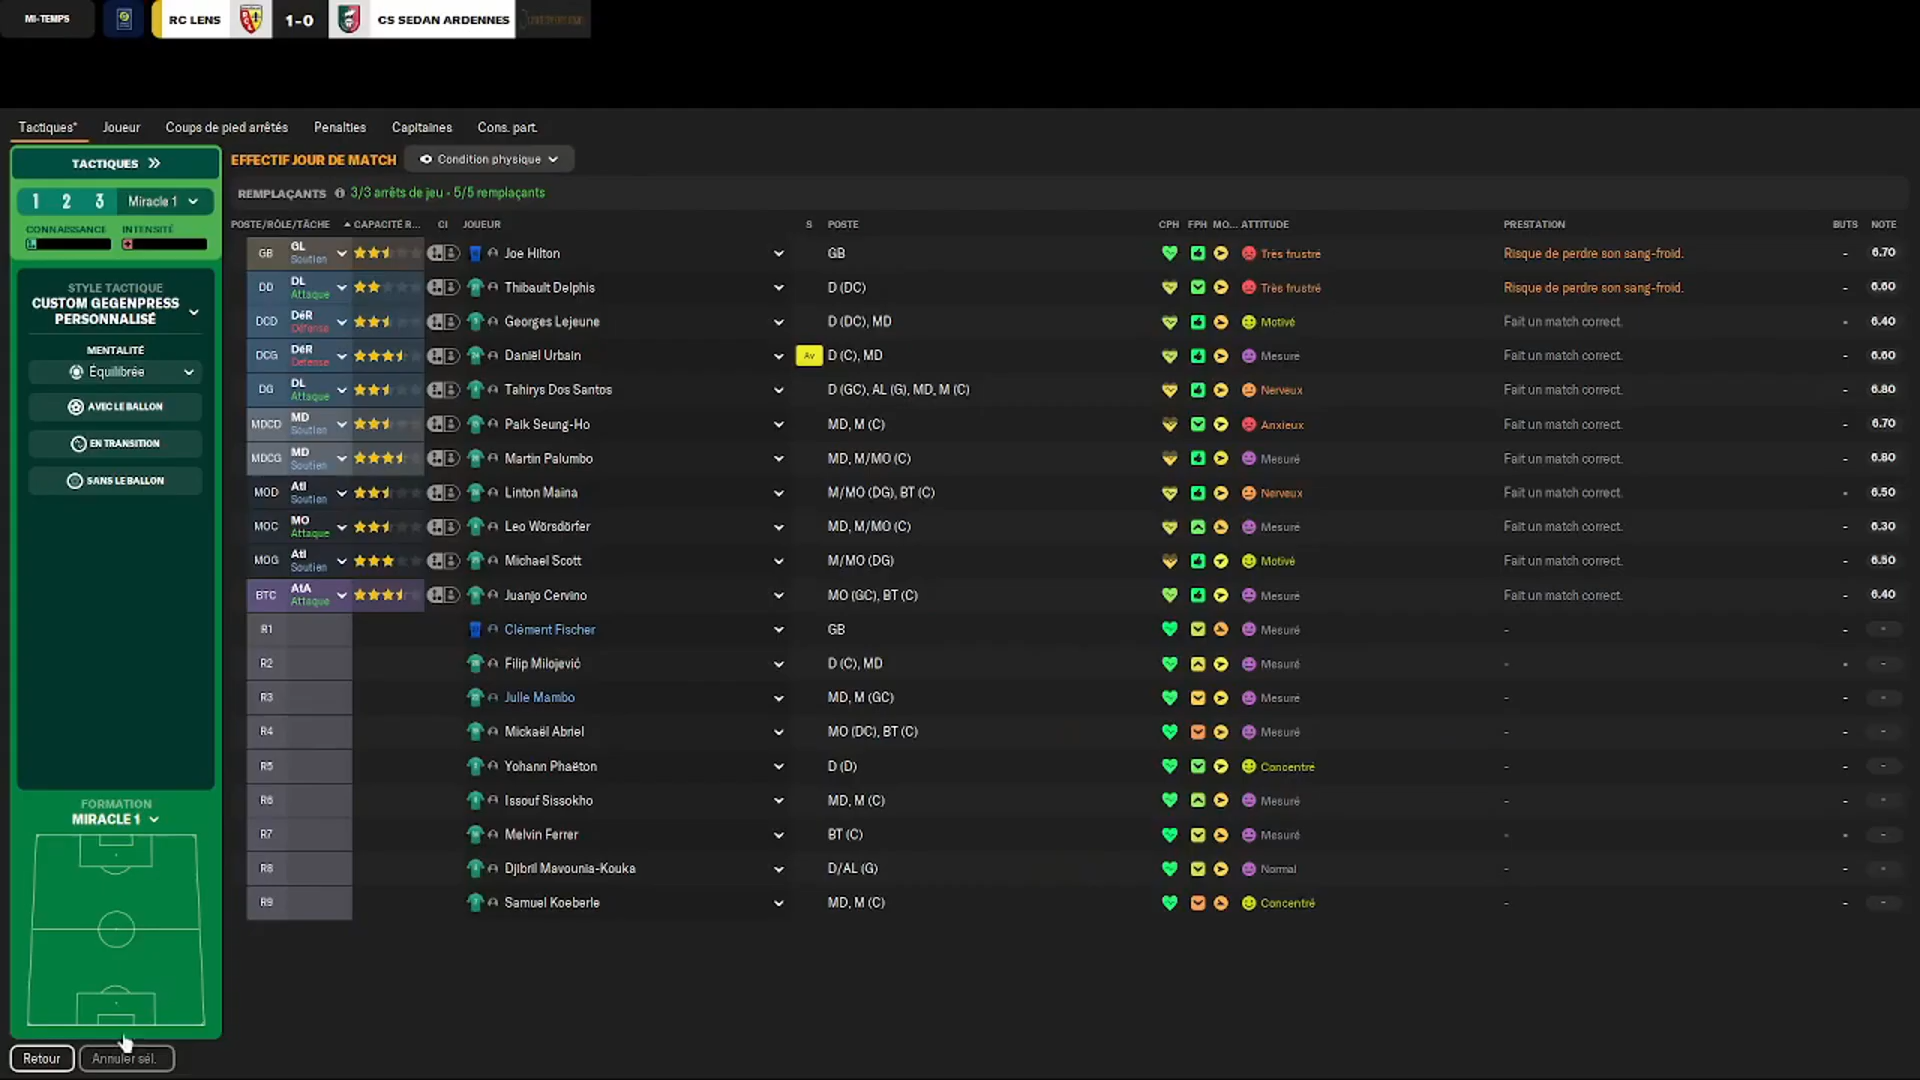 MI-TEMPS
RC LENS 1-0 CS SEDAN ARDENNES
Tactiques* Joueur Coups de pied arrêtés Penalties Capitaines Cons. part.
TACTIQUES
1 2 3 Miracle 1
CONNAISSANCE INTENSITÉ
STYLE TACTIQUE
CUSTOM GEGENPRESS
PERSONNALISÉ
MENTALITÉ
Équilibrée
AVEC LE BALLON
EN TRANSITION
SANS LE BALLON
FORMATION
MIRACLE 1
Retour Annuler sél.
EFFECTIF JOUR DE MATCH Condition physique
REMPLAÇANTS 3/3 arrêts de jeu - 5/5 remplaçants
POSTE/RÔLE/TÂCHE CAPACITÉ R... CI JOUEUR S POSTE CPH FPH MO... ATTITUDE PRESTATION BUTS NOTE
GB GL Soutien Joe Hilton GB Très frustré Risque de perdre son sang-froid. - 6.70
DD DL Attaque Thibault Delphis D (DC) Très frustré Risque de perdre son sang-froid. - 6.60
DCD DéR Défense Georges Lejeune D (DC), MD Motivé Fait un match correct. - 6.40
DCG DéR Défense Daniël Urbain Av D (C), MD Mesuré Fait un match correct. - 6.60
DG DL Attaque Tahirys Dos Santos D (GC), AL (G), MD, M (C) Nerveux Fait un match correct. - 6.80
MDCD MD Soutien Paik Seung-Ho MD, M (C) Anxieux Fait un match correct. - 6.70
MDCG MD Soutien Martin Palumbo MD, M/MO (C) Mesuré Fait un match correct. - 6.80
MOD AtI Soutien Linton Maina M/MO (DG), BT (C) Nerveux Fait un match correct. - 6.50
MOC MO Attaque Leo Wörsdörfer MD, M/MO (C) Mesuré Fait un match correct. - 6.30
MOG AtI Soutien Michael Scott M/MO (DG) Motivé Fait un match correct. - 6.50
BTC AtA Attaque Juanjo Cervino MO (GC), BT (C) Mesuré Fait un match correct. - 6.40
R1 Clément Fischer GB Mesuré - - -
R2 Filip Milojević D (C), MD Mesuré - - -
R3 Julle Mambo MD, M (GC) Mesuré - - -
R4 Mickaël Abriel MO (DC), BT (C) Mesuré - - -
R5 Yohann Phaëton D (D) Concentré - - -
R6 Issouf Sissokho MD, M (C) Mesuré - - -
R7 Melvin Ferrer BT (C) Mesuré - - -
R8 Djibril Mavounia-Kouka D/AL (G) Normal - - -
R9 Samuel Koeberle MD, M (C) Concentré - - -